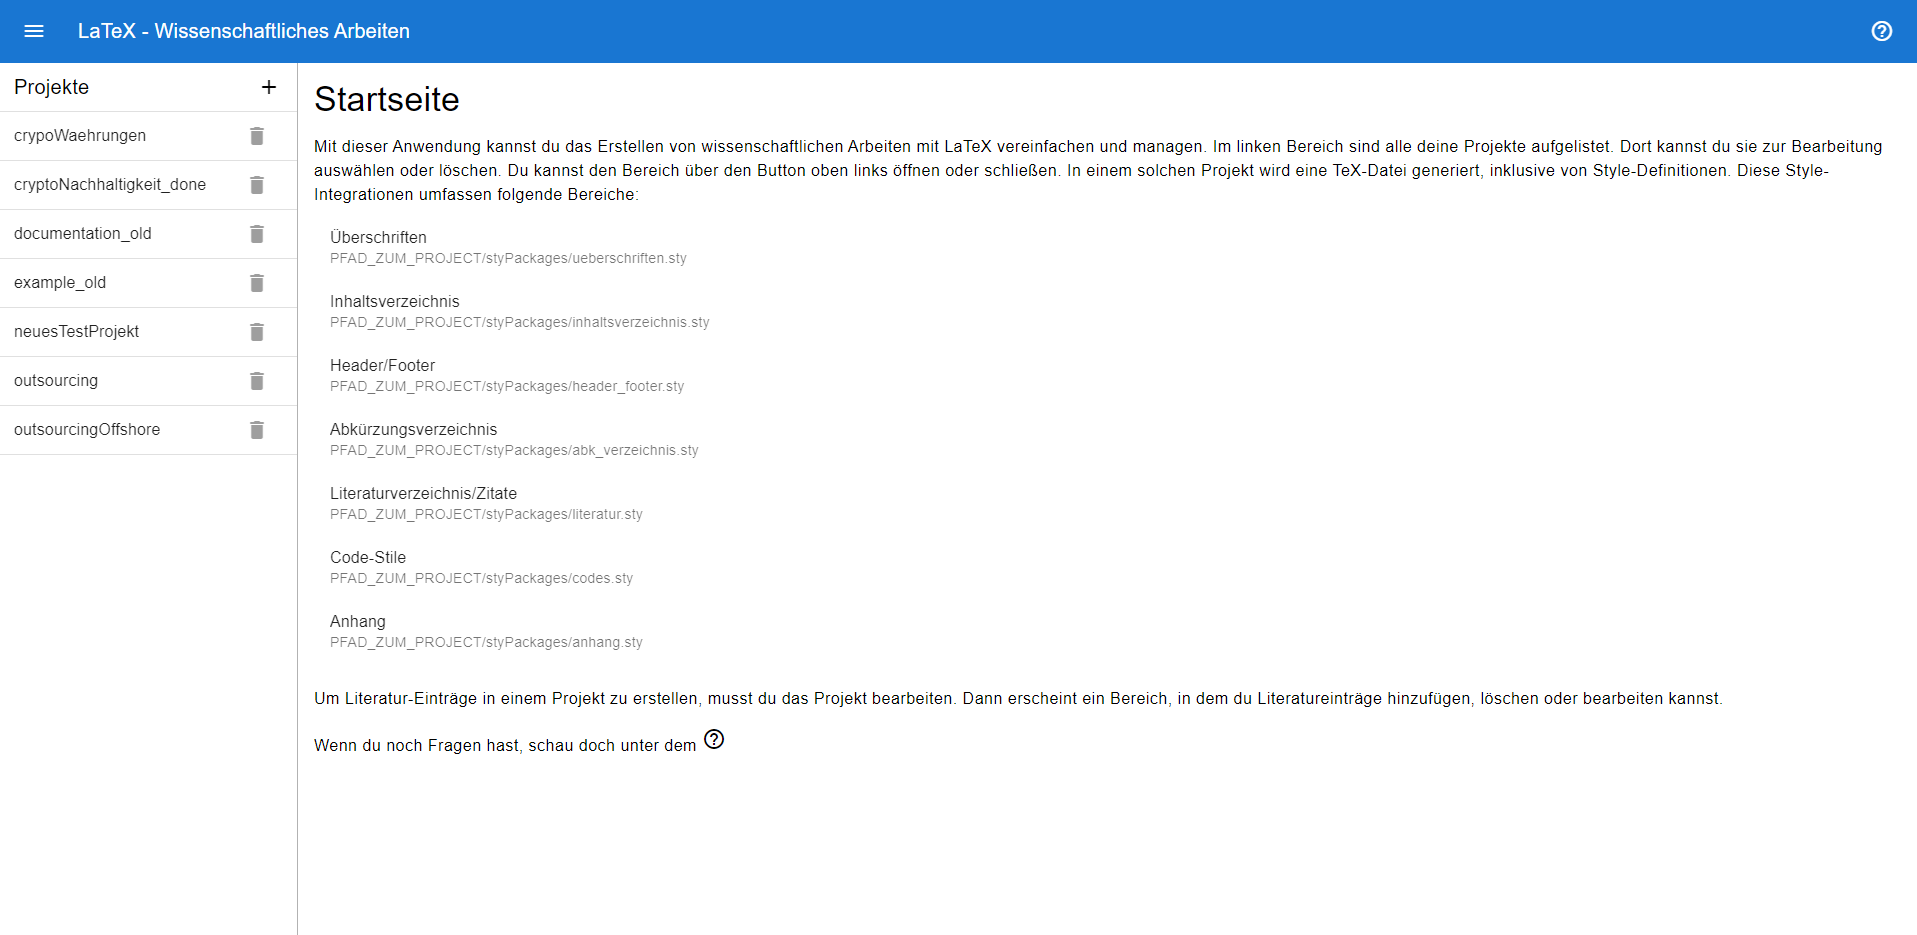 LaTeX - Wissenschaftliches Arbeiten
Projekte
crypoWaehrungen
cryptoNachhaltigkeit_done
documentation_old
example_old
neuesTestProjekt
outsourcing
outsourcingOffshore
Startseite
Mit dieser Anwendung kannst du das Erstellen von wissenschaftlichen Arbeiten mit LaTeX vereinfachen und managen. Im linken Bereich sind alle deine Projekte aufgelistet. Dort kannst du sie zur Bearbeitung
auswählen oder löschen. Du kannst den Bereich über den Button oben links öffnen oder schließen. In einem solchen Projekt wird eine TeX-Datei generiert, inklusive von Style-Definitionen. Diese Style-
Integrationen umfassen folgende Bereiche:
Überschriften
PFAD_ZUM_PROJECT/styPackages/ueberschriften.sty
Inhaltsverzeichnis
PFAD_ZUM_PROJECT/styPackages/inhaltsverzeichnis.sty
Header/Footer
PFAD_ZUM_PROJECT/styPackages/header_footer.sty
Abkürzungsverzeichnis
PFAD_ZUM_PROJECT/styPackages/abk_verzeichnis.sty
Literaturverzeichnis/Zitate
PFAD_ZUM_PROJECT/styPackages/literatur.sty
Code-Stile
PFAD_ZUM_PROJECT/styPackages/codes.sty
Anhang
PFAD_ZUM_PROJECT/styPackages/anhang.sty
Um Literatur-Einträge in einem Projekt zu erstellen, musst du das Projekt bearbeiten. Dann erscheint ein Bereich, in dem du Literatureinträge hinzufügen, löschen oder bearbeiten kannst.
Wenn du noch Fragen hast, schau doch unter dem